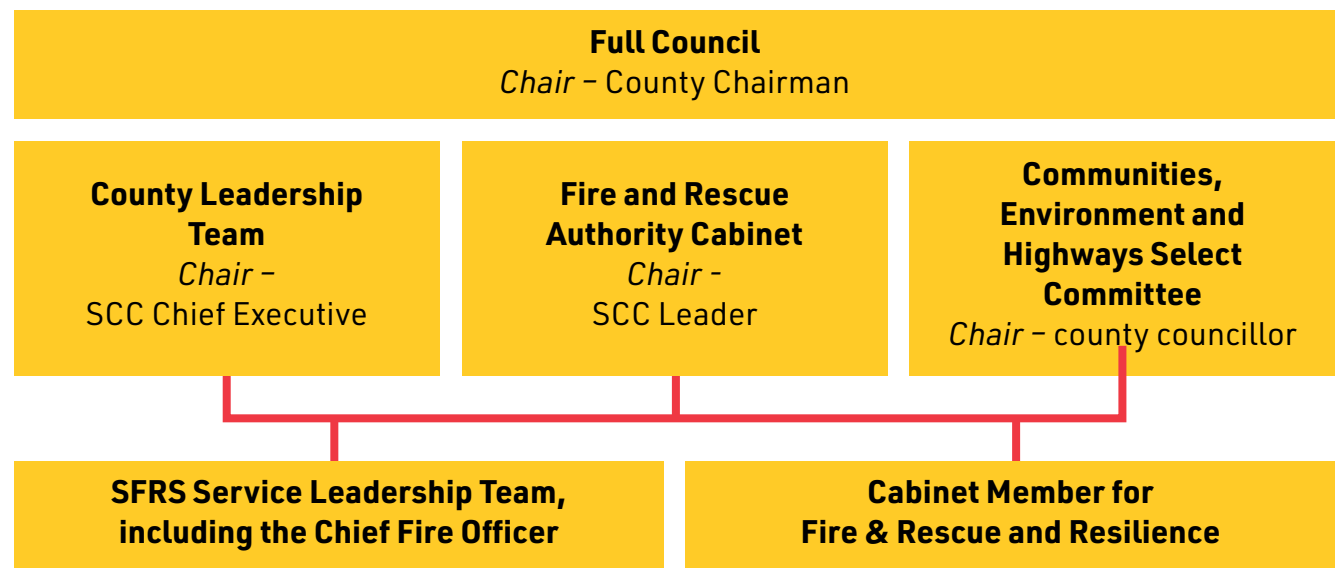 Full Council
Chair – County Chairman
County Leadership
Team
Chair –
SCC Chief Executive
Fire and Rescue
Authority Cabinet
Chair -
SCC Leader
Communities,
Environment and
Highways Select
Committee
Chair – county councillor
SFRS Service Leadership Team,
including the Chief Fire Officer
Cabinet Member for
Fire & Rescue and Resilience